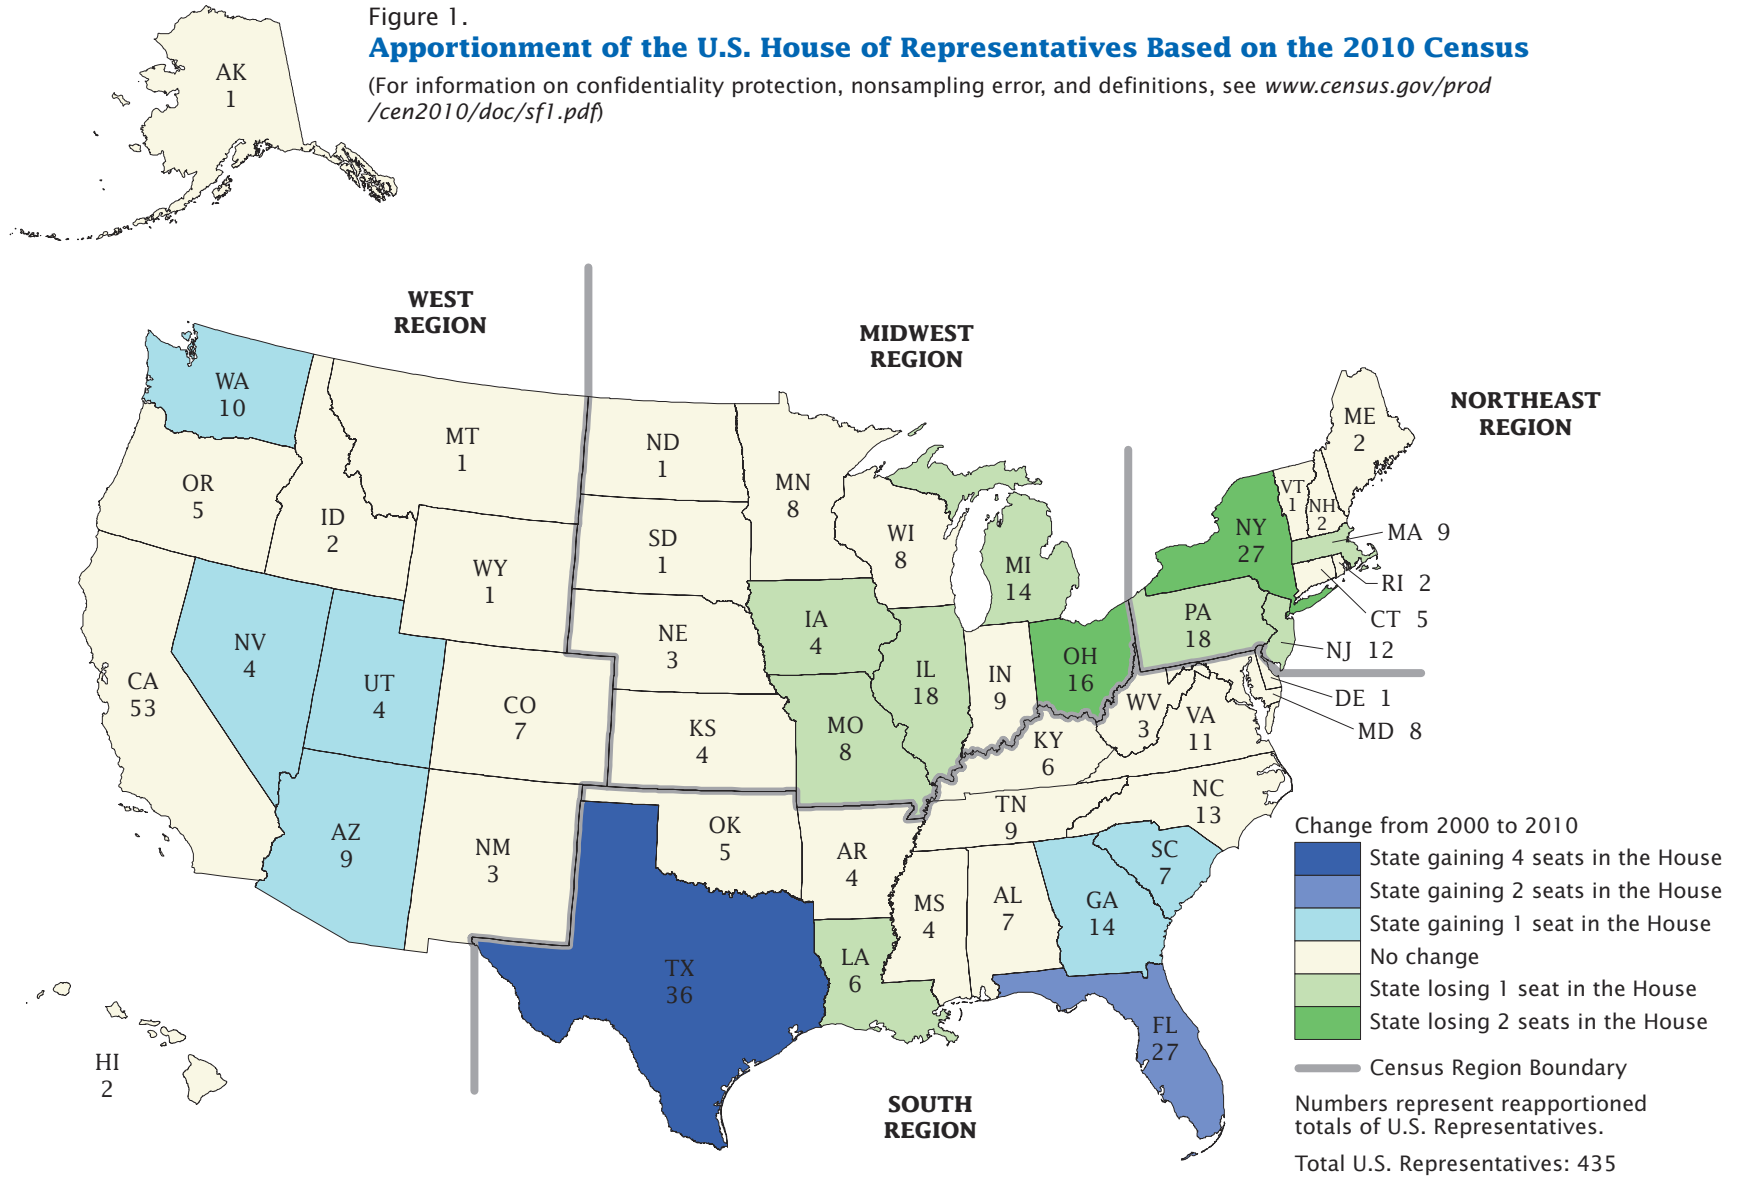 Figure 1.
Apportionment of the U.S. House of Representatives Based on the 2010 Census
(For information on confidentiality protection, nonsampling error, and definitions, see www.census.gov/prod
/cen2010/doc/sf1.pdf)
AK
1
WEST
REGION
MIDWEST
REGION
NORTHEAST
REGION
WA
10
MT
1
OR
5
ID
2
WY
1
NV
4
UT
4
CA
53
CO
7
AZ
9
NM
3
HI
2
ND
1
SD
1
NE
3
KS
4
MN
8
WI
8
IA
4
MO
8
IL
18
MI
14
IN
9
OH
16
ME
2
VT
1
NH
2
NY
27
MA 9
RI 2
CT 5
PA
18
NJ 12
DE 1
MD 8
WV
3
VA
11
KY
6
NC
13
TN
9
OK
5
AR
4
SC
7
MS
4
AL
7
GA
14
LA
6
TX
36
FL
27
SOUTH
REGION
Change from 2000 to 2010
State gaining 4 seats in the House
State gaining 2 seats in the House
State gaining 1 seat in the House
No change
State losing 1 seat in the House
State losing 2 seats in the House
Census Region Boundary
Numbers represent reapportioned
totals of U.S. Representatives.
Total U.S. Representatives: 435